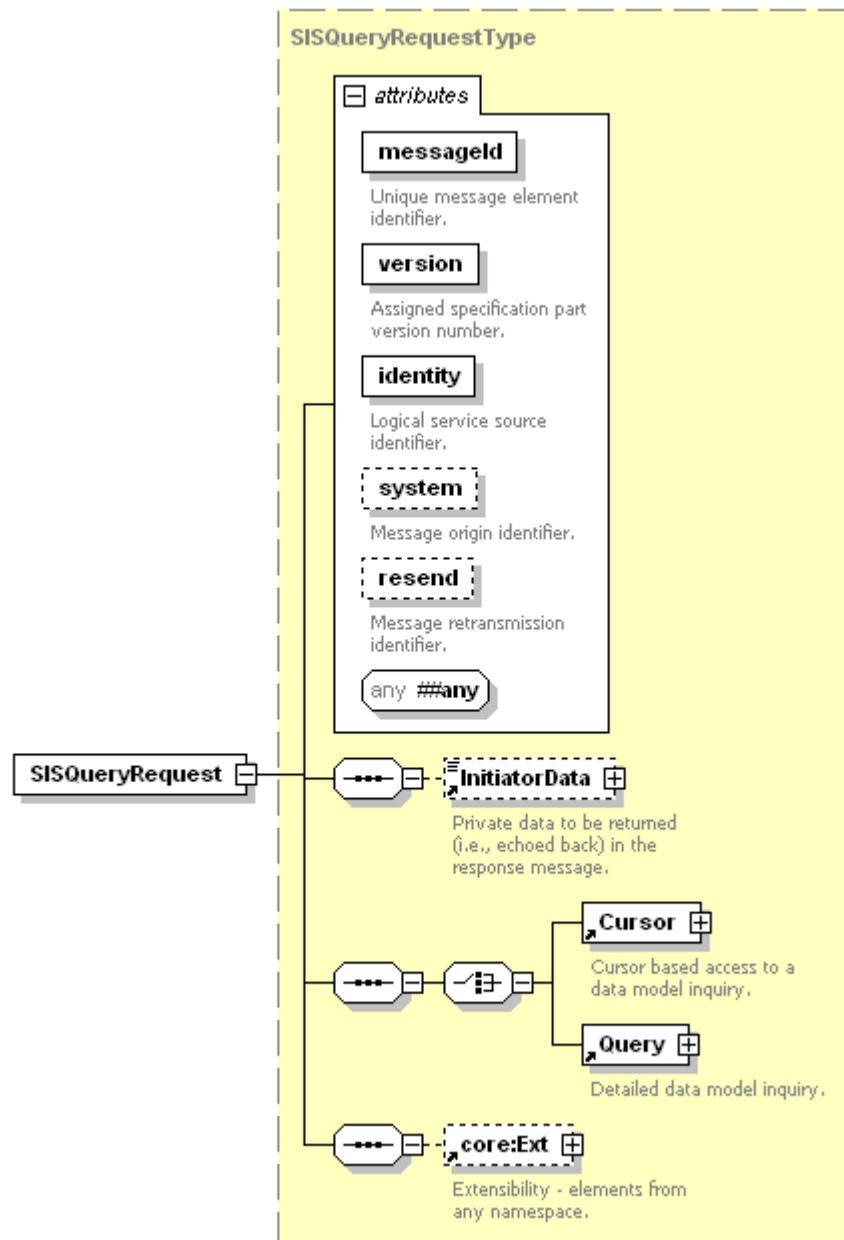 SISQueryRequestType
attributes
messageId
Unique message element
identifier.
version
Assigned specification part
version number.
identity
Logical service source
identifier.
system
Message origin identifier.
resend
Message retransmission
identifier.
any ##any
SISQueryRequest
InitiatorData
Private data to be returned
(i.e., echoed back) in the
response message.
Cursor
Cursor based access to a
data model inquiry.
Query
Detailed data model inquiry.
core:Ext
Extensibility - elements from
any namespace.